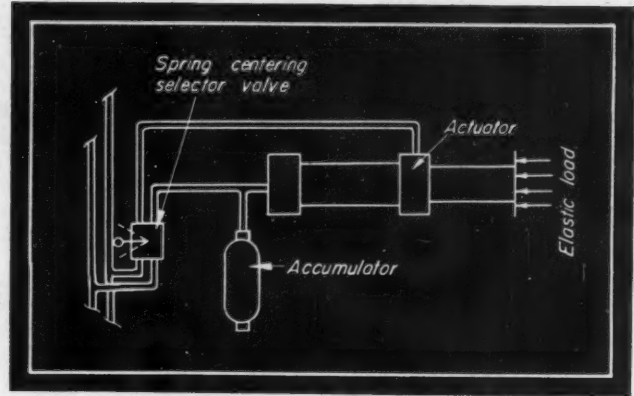 Spring centering
selector valve
Actuator
Elastic load
Accumulator